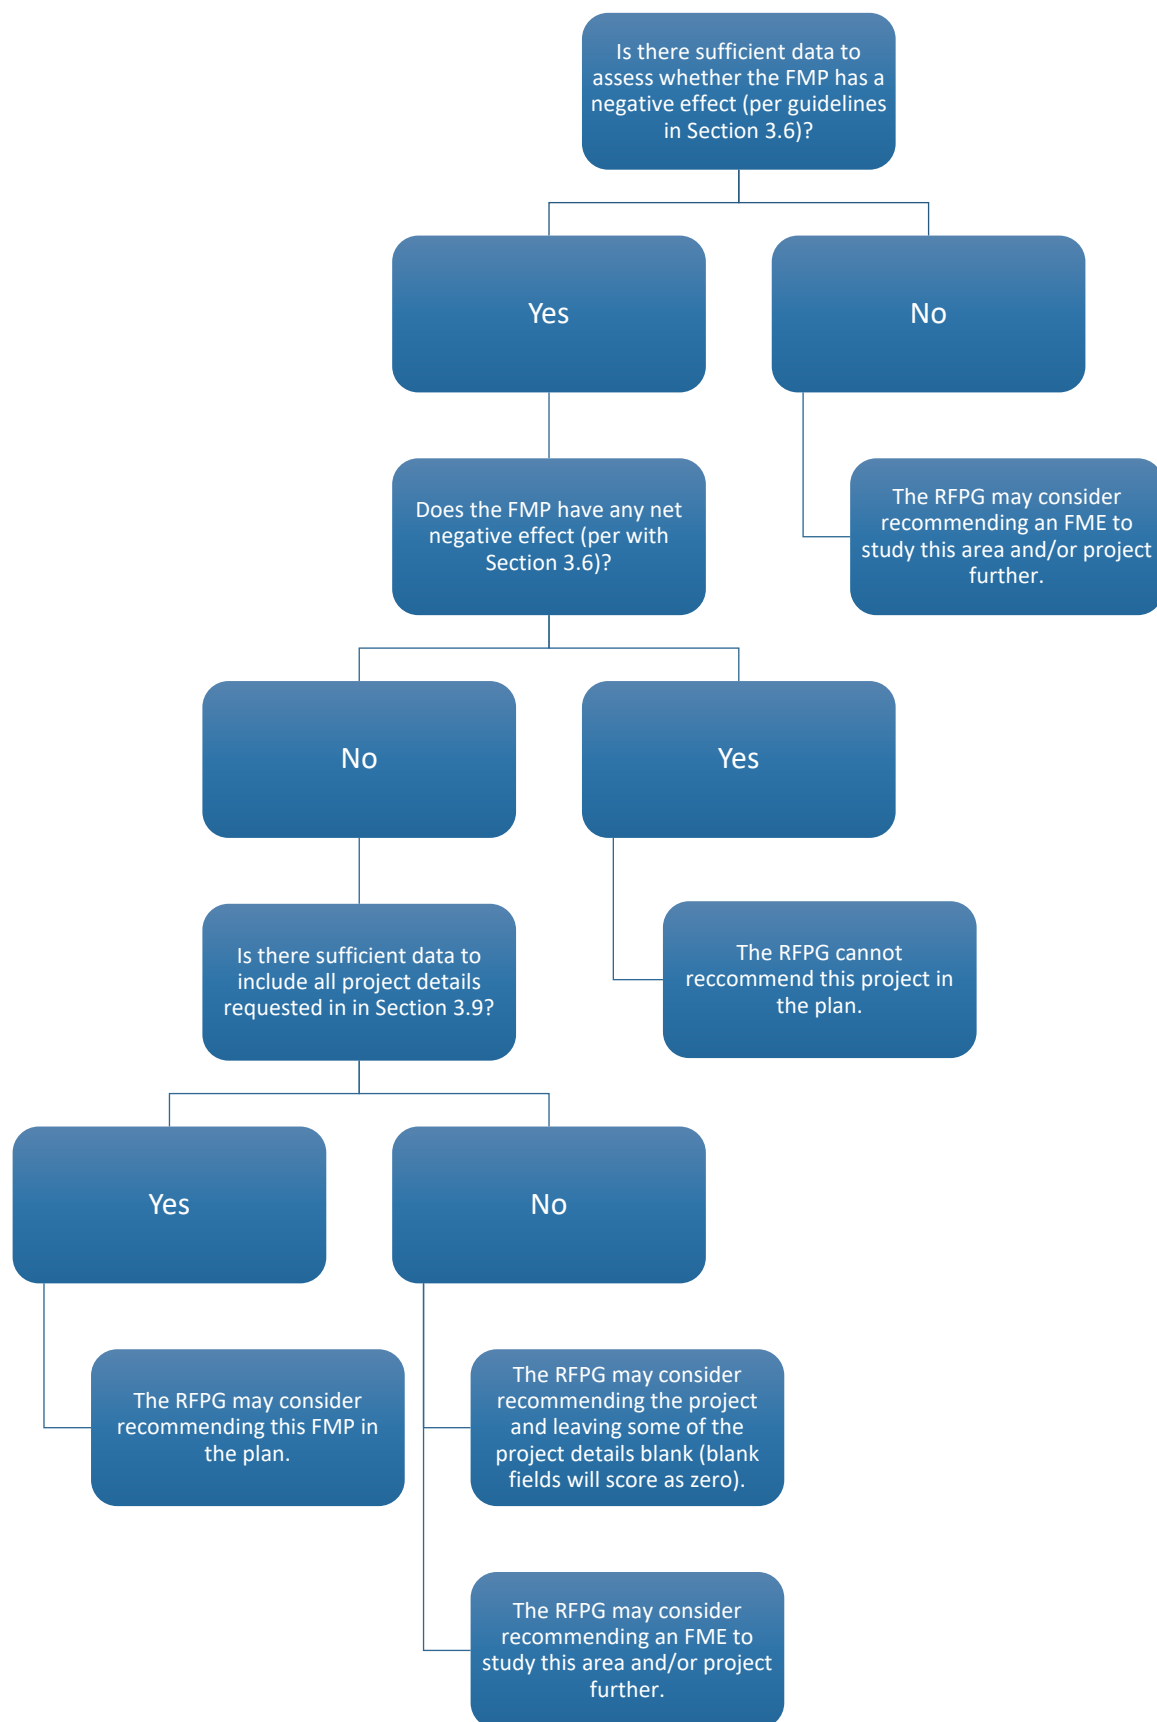 Is there sufficient data to
assess whether the FMP has a
negative effect (per guidelines
in Section 3.6)?
Yes
No
Does the FMP have any net
negative effect (per with
Section 3.6)?
The RFPG may consider
recommending an FME to
study this area and/or project
further.
No
Yes
Is there sufficient data to
include all project details
requested in in Section 3.9?
The RFPG cannot
reccommend this project in
the plan.
Yes
No
The RFPG may consider
recommending this FMP in
the plan.
The RFPG may consider
recommending the project
and leaving some of the
project details blank (blank
fields will score as zero).
The RFPG may consider
recommending an FME to
study this area and/or project
further.